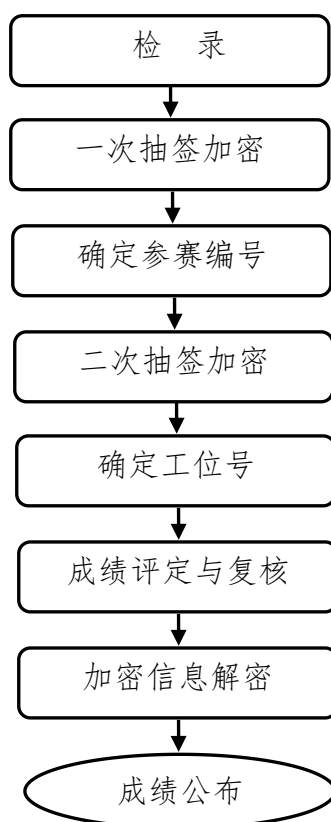 检 录
一次抽签加密
确定参赛编号
二次抽签加密
确定工位号
成绩评定与复核
加密信息解密
成绩公布